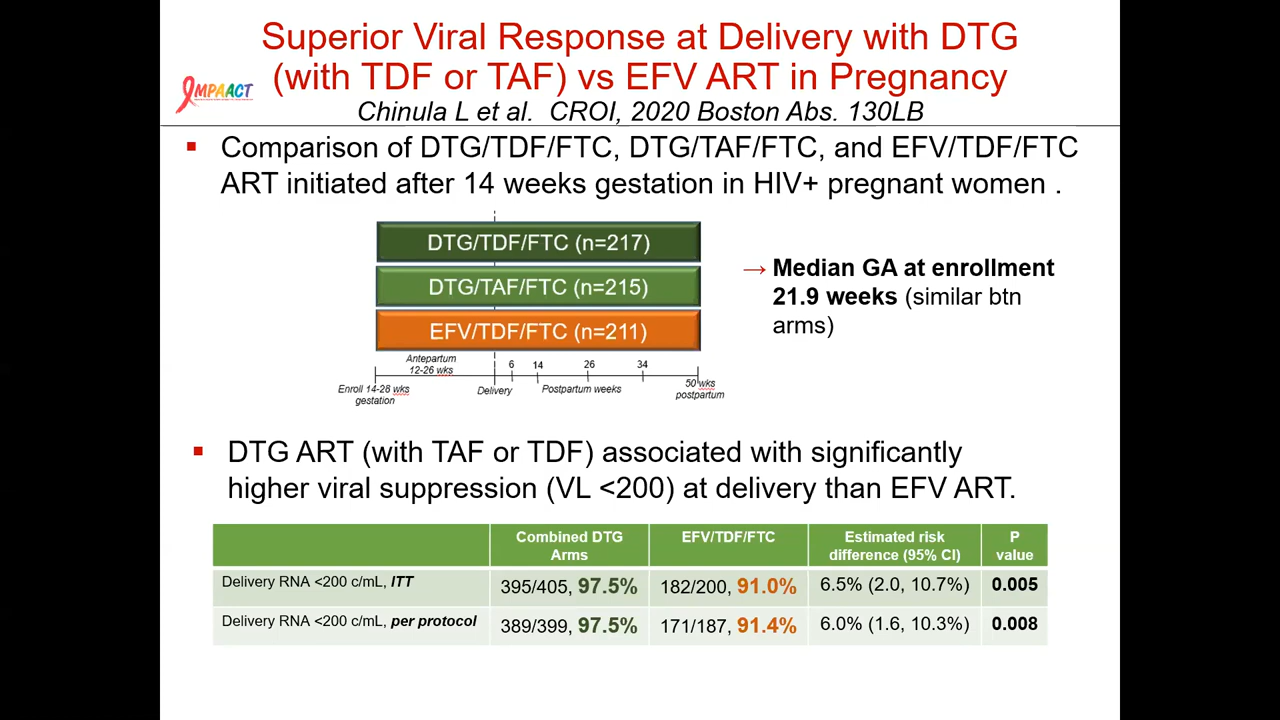 Superior Viral Response at Delivery with DTG
(with TDF or TAF) vs EFV ART in Pregnancy
IMPAACT
Chinula L et al. CROI, 2020 Boston Abs. 130LB
▪ Comparison of DTG/TDF/FTC, DTG/TAF/FTC, and EFV/TDF/FTC
ART initiated after 14 weeks gestation in HIV+ pregnant women .
DTG/TDF/FTC (n=217)
DTG/TAF/FTC (n=215)
EFV/TDF/FTC (n=211)
→ Median GA at enrollment
21.9 weeks (similar btn
arms)
Antepartum
12-26 wks
6 14 26 34
Enroll 14-28 wks
gestation
Delivery
Postpartum weeks
50 wks
postpartum
▪ DTG ART (with TAF or TDF) associated with significantly
higher viral suppression (VL <200) at delivery than EFV ART.
Combined DTG
Arms
EFV/TDF/FTC
Estimated risk
difference (95% CI)
P
value
Delivery RNA <200 c/mL, ITT 395/405, 97.5% 182/200, 91.0% 6.5% (2.0, 10.7%) 0.005
Delivery RNA <200 c/mL, per protocol 389/399, 97.5% 171/187, 91.4% 6.0% (1.6, 10.3%) 0.008